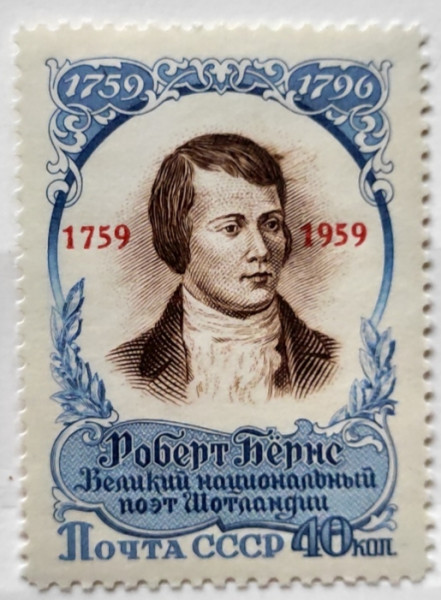 1759 1796
1759 1959
Роберт Бёрнс
Великий национальный
поэт Шотландии
Почта СССР 40 коп.